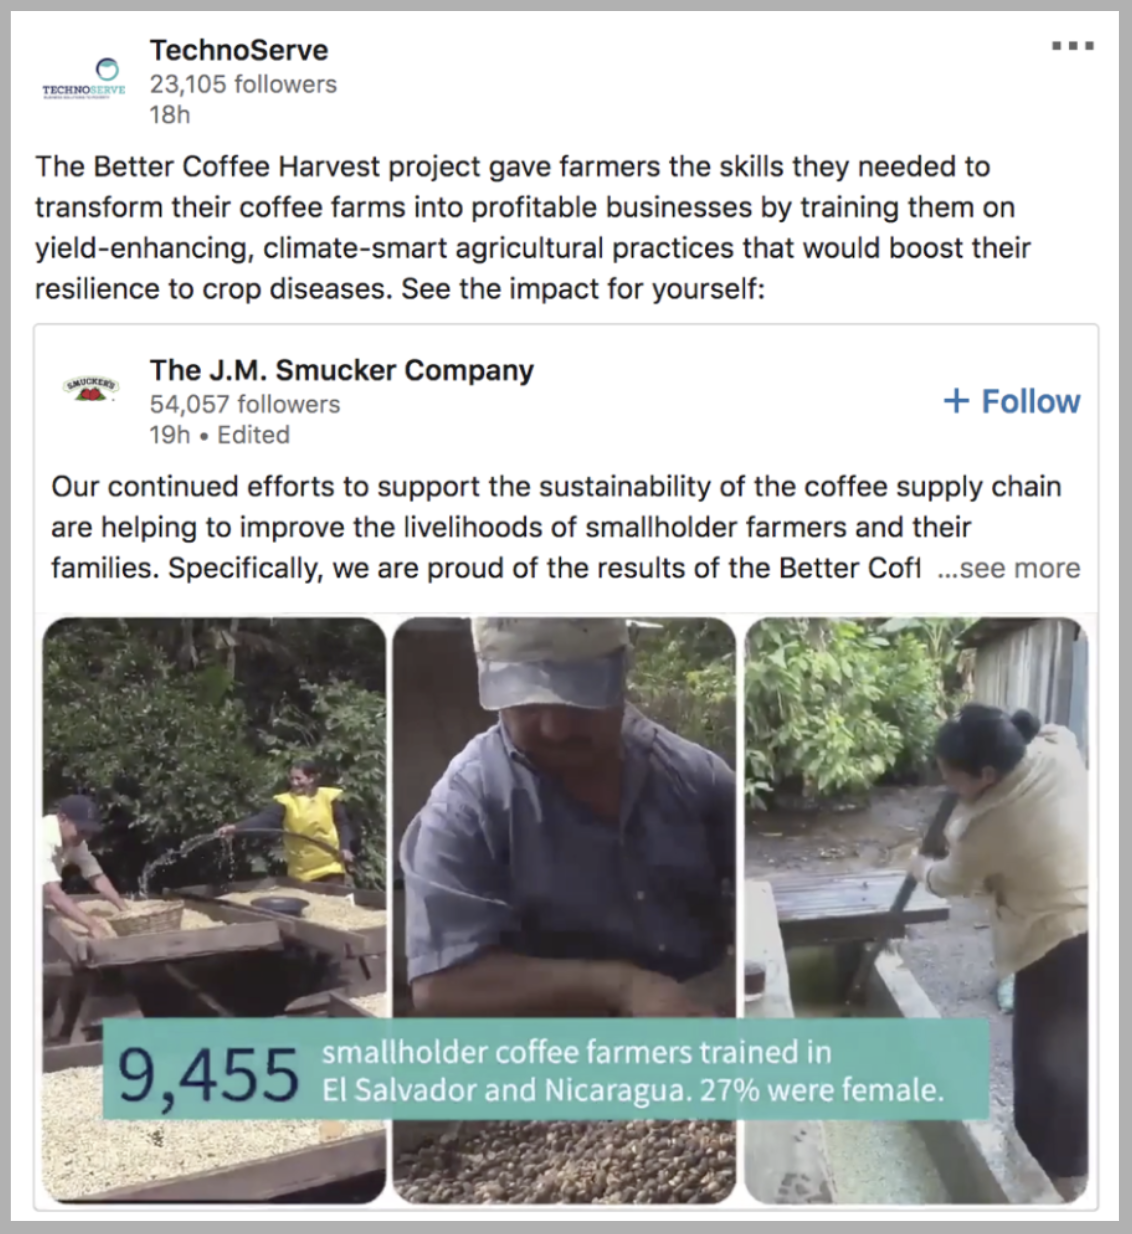 TechnoServe
23,105 followers
18h
TECHNOSERVE
The Better Coffee Harvest project gave farmers the skills they needed to
transform their coffee farms into profitable businesses by training them on
yield-enhancing, climate-smart agricultural practices that would boost their
resilience to crop diseases. See the impact for yourself:
The J.M. Smucker Company
54,057 followers
19h • Edited
SMUCKER'S
+ Follow
Our continued efforts to support the sustainability of the coffee supply chain
are helping to improve the livelihoods of smallholder farmers and their
families. Specifically, we are proud of the results of the Better Coff ...see more
9,455 smallholder coffee farmers trained in
El Salvador and Nicaragua. 27% were female.